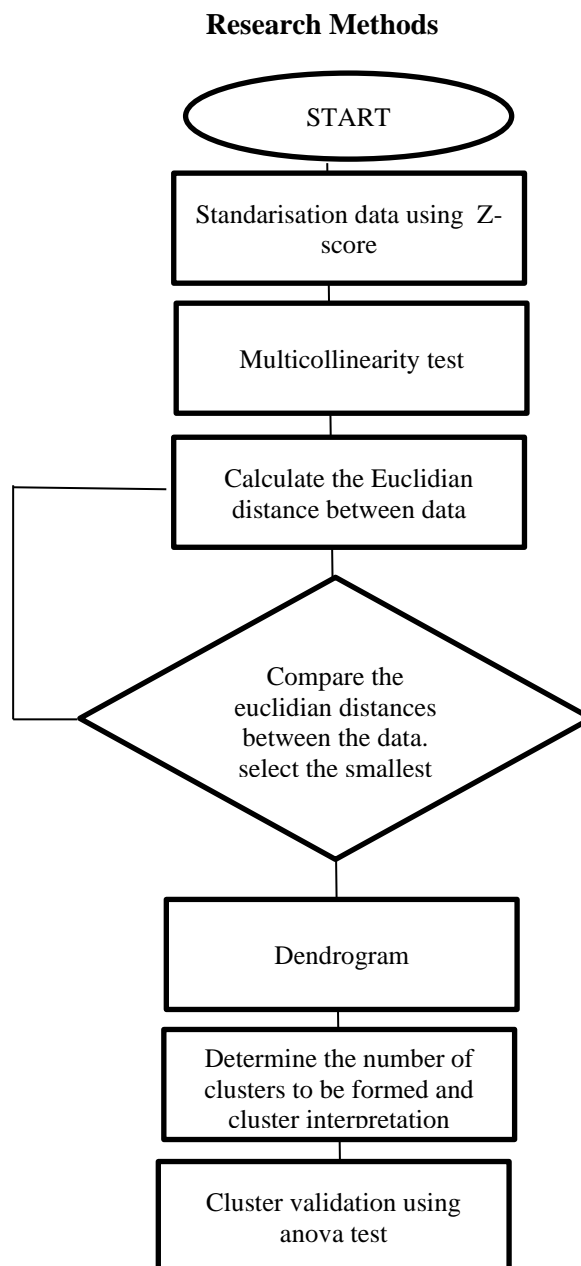 Research Methods
START
Standarisation data using Z-
score
Multicollinearity test
Calculate the Euclidian
distance between data
Compare the
euclidian distances
between the data.
select the smallest
Dendrogram
Determine the number of
clusters to be formed and
cluster interpretation
Cluster validation using
anova test